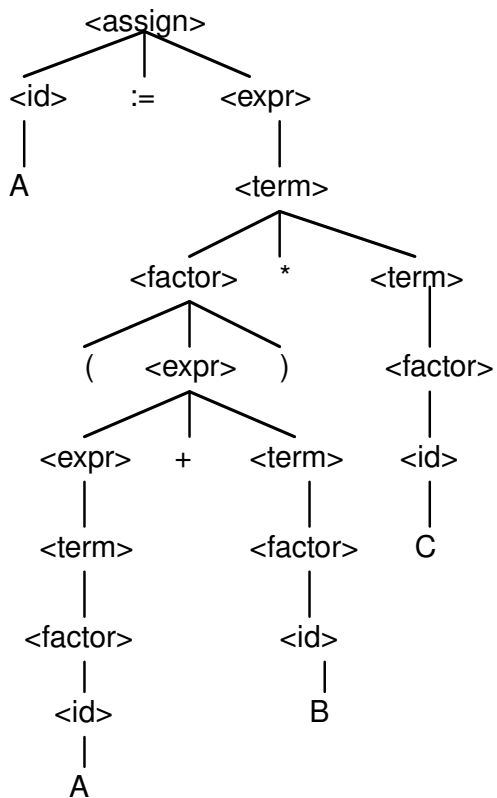 <assign>
<id> := <expr>
A
<term>
<factor> * <term>
( <expr> ) <factor>
<expr> + <term> <id>
<term> <factor> C
<factor> <id>
<id> B
A